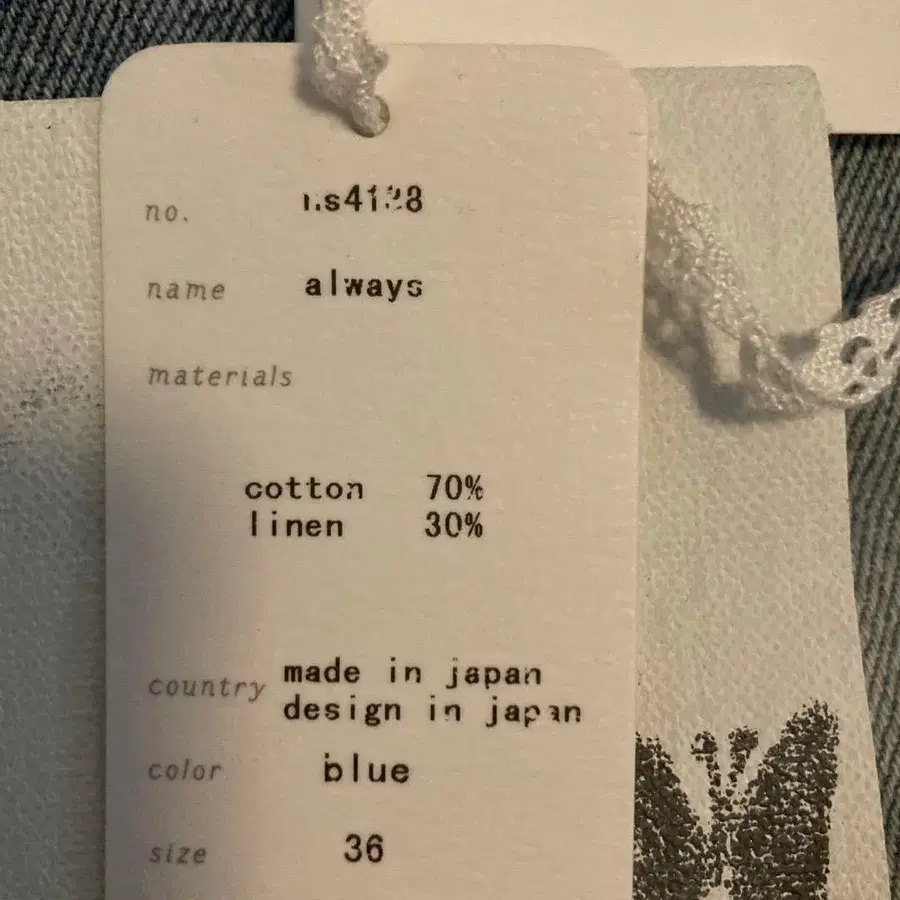 no.
name always
materials
cotton 70%
linen 30%
country made in japan
design in japan
color blue
size 36